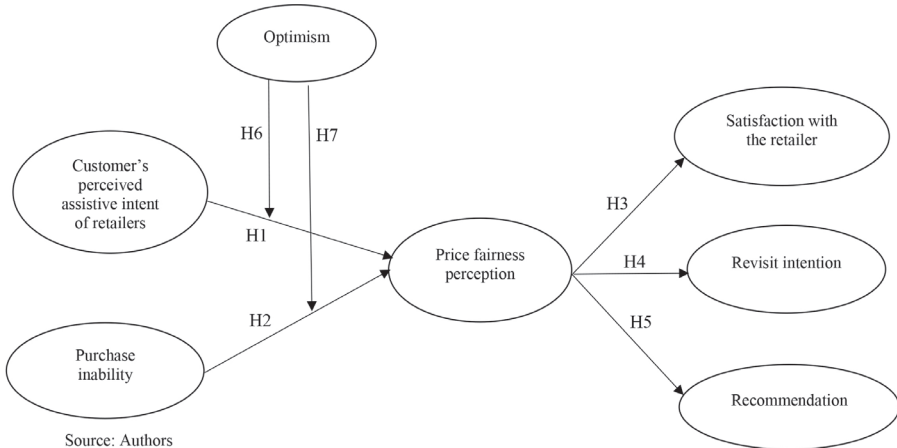 Optimism
H6
H7
Customer’s
perceived
assistive intent
of retailers
H1
Purchase
inability
H2
Price fairness
perception
H3
H4
H5
Satisfaction with
the retailer
Revisit intention
Recommendation
Source: Authors